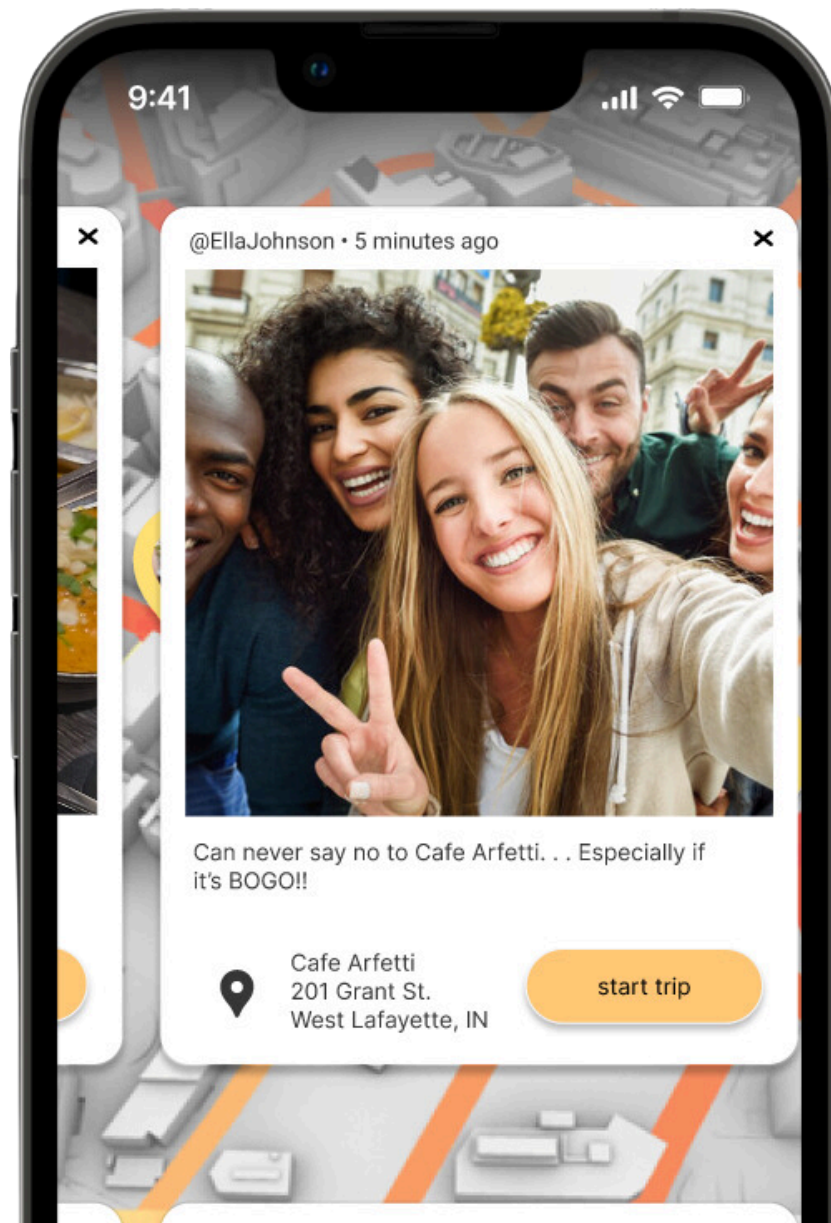 9:41
@EllaJohnson • 5 minutes ago
Can never say no to Cafe Arfetti. . . Especially if
it's BOGO!!
Cafe Arfetti
201 Grant St.
West Lafayette, IN
start trip